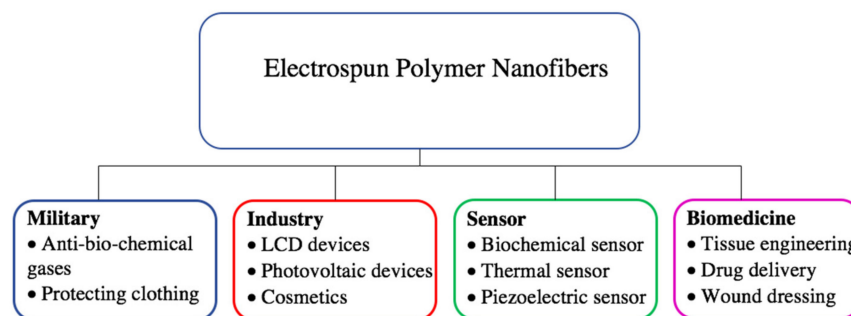 Electrospun Polymer Nanofibers
Military
• Anti-bio-chemical
gases
• Protecting clothing
Industry
• LCD devices
• Photovoltaic devices
• Cosmetics
Sensor
• Biochemical sensor
• Thermal sensor
• Piezoelectric sensor
Biomedicine
• Tissue engineering
• Drug delivery
• Wound dressing